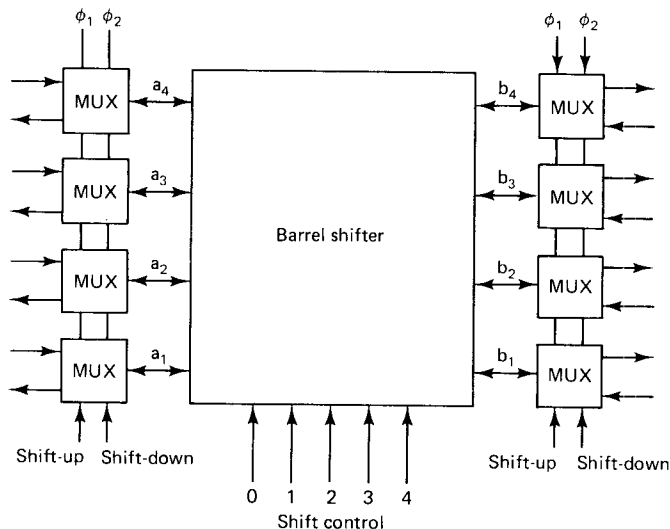 ϕ1 ϕ2
ϕ1 ϕ2
MUX a4 b4 MUX
MUX a3 b3 MUX
Barrel shifter
MUX a2 b2 MUX
MUX a1 b1 MUX
Shift-up Shift-down
Shift-up Shift-down
0 1 2 3 4
Shift control